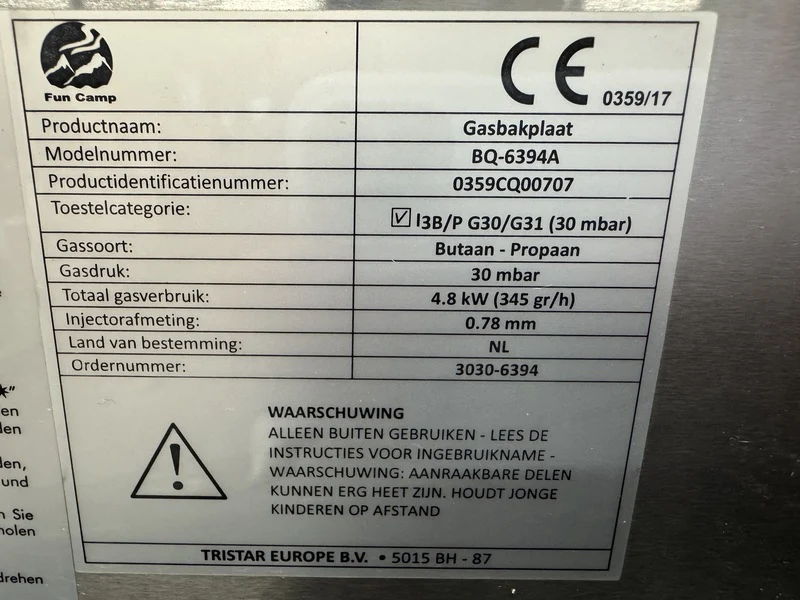 Fun Camp
CE 0359/17
Productnaam: Gasbakplaat
Modelnummer: BQ-6394A
Productidentificatienummer: 0359CQ00707
Toestelcategorie: ☑ I3B/P G30/G31 (30 mbar)
Gassoort: Butaan - Propaan
Gasdruk: 30 mbar
Totaal gasverbruik: 4.8 kW (345 gr/h)
Injectorafmeting: 0.78 mm
Land van bestemming: NL
Ordernummer: 3030-6394
WAARSCHUWING
ALLEEN BUITEN GEBRUIKEN - LEES DE
INSTRUCTIES VOOR INGEBRUIKNAME -
WAARSCHUWING: AANRAAKBARE DELEN
KUNNEN ERG HEET ZIJN. HOUDT JONGE
KINDEREN OP AFSTAND
TRISTAR EUROPE B.V. • 5015 BH - 87
und
Sie
drehen